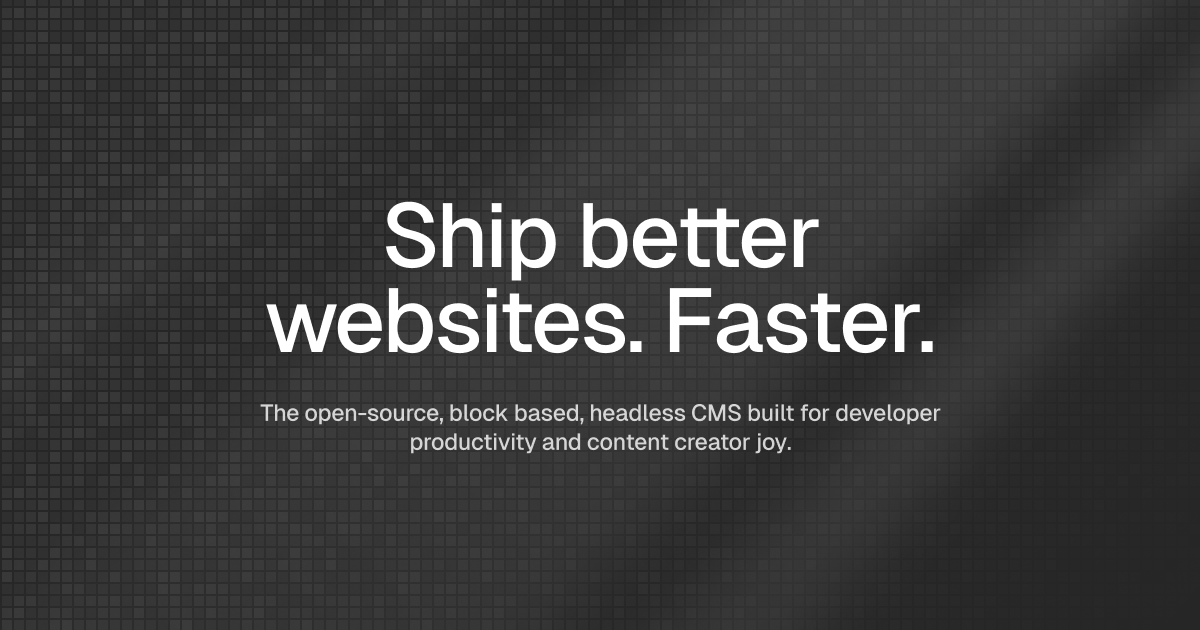 Ship better
websites. Faster.
The open-source, block based, headless CMS built for developer
productivity and content creator joy.